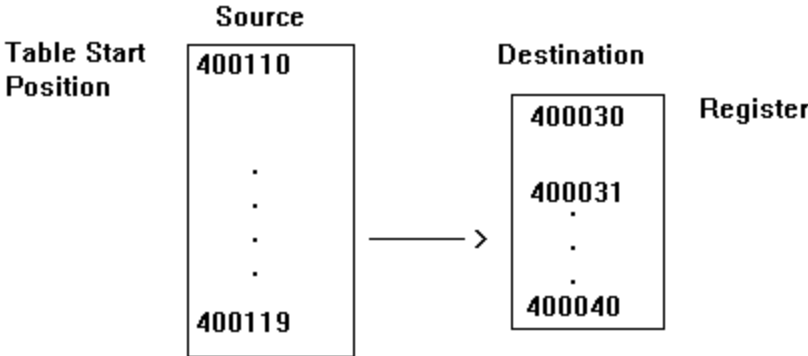 Source
Table Start
Position
400110
400119
Destination
400030
Register
400031
400040